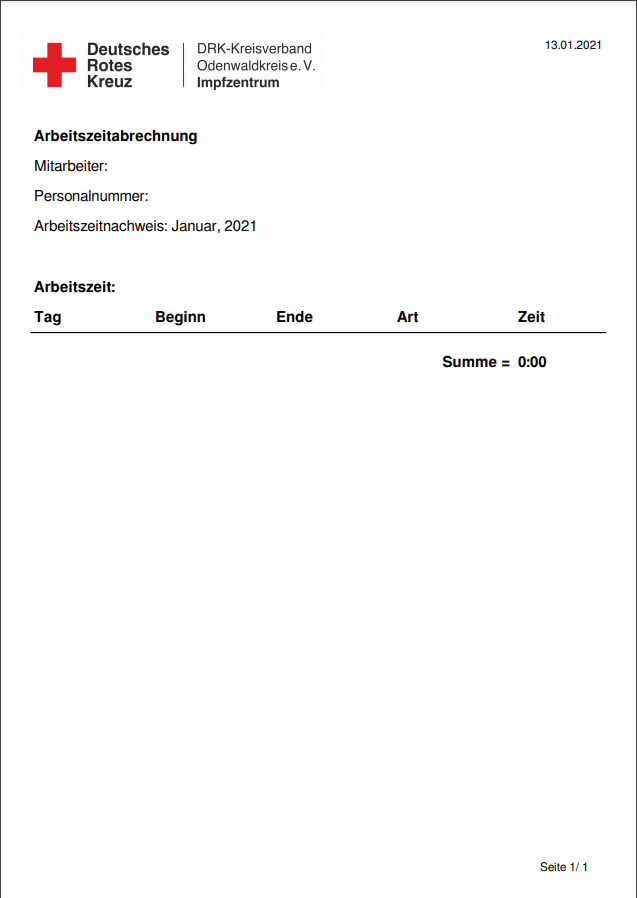 Deutsches
Rotes
Kreuz
DRK-Kreisverband
Odenwaldkreis e. V.
Impfzentrum
13.01.2021
Arbeitszeitabrechnung
Mitarbeiter:
Personalnummer:
Arbeitszeitnachweis: Januar, 2021
Arbeitszeit:
Tag Beginn Ende Art Zeit
Summe = 0:00
Seite 1/ 1